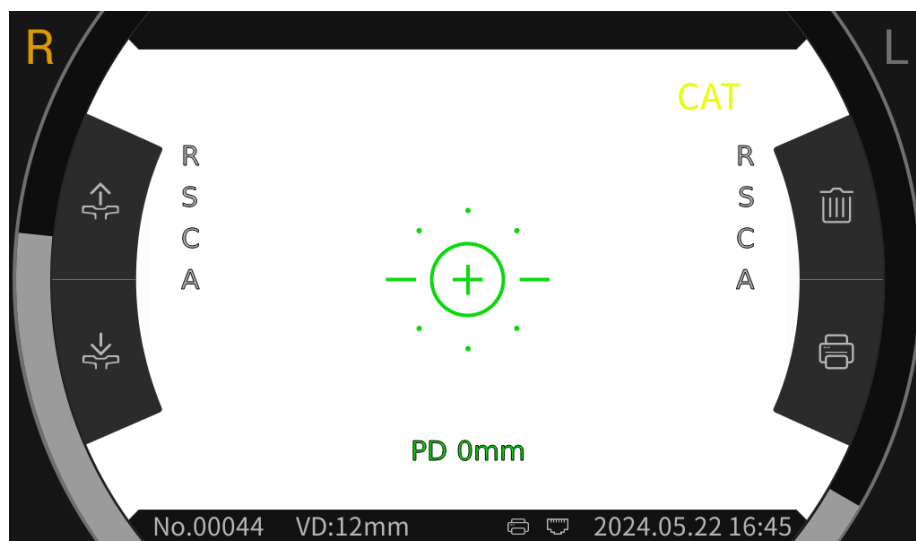 R L
CAT
R R
S S
C C
A A
PD 0mm
No.00044 VD:12mm 2024.05.22 16:45